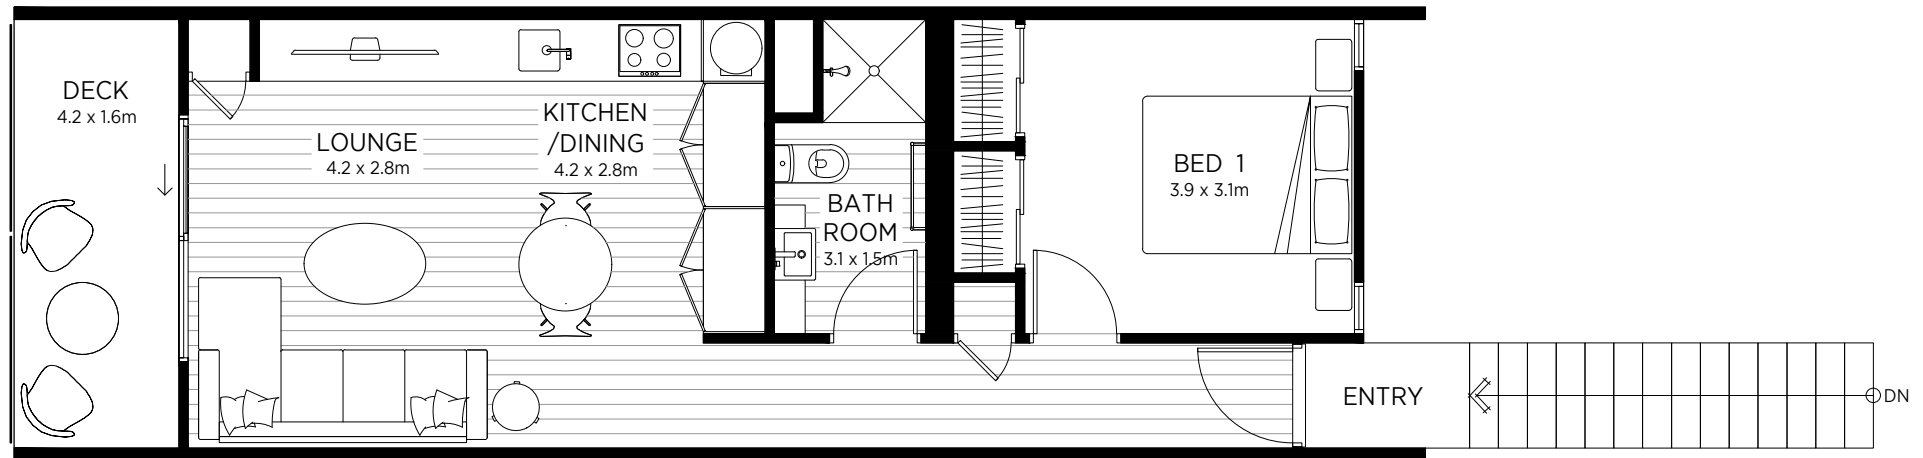 DECK
4.2 x 1.6m
LOUNGE
4.2 x 2.8m
KITCHEN
/DINING
4.2 x 2.8m
BATH
ROOM
3.1 x 1.5m
BED 1
3.9 x 3.1m
ENTRY
DN